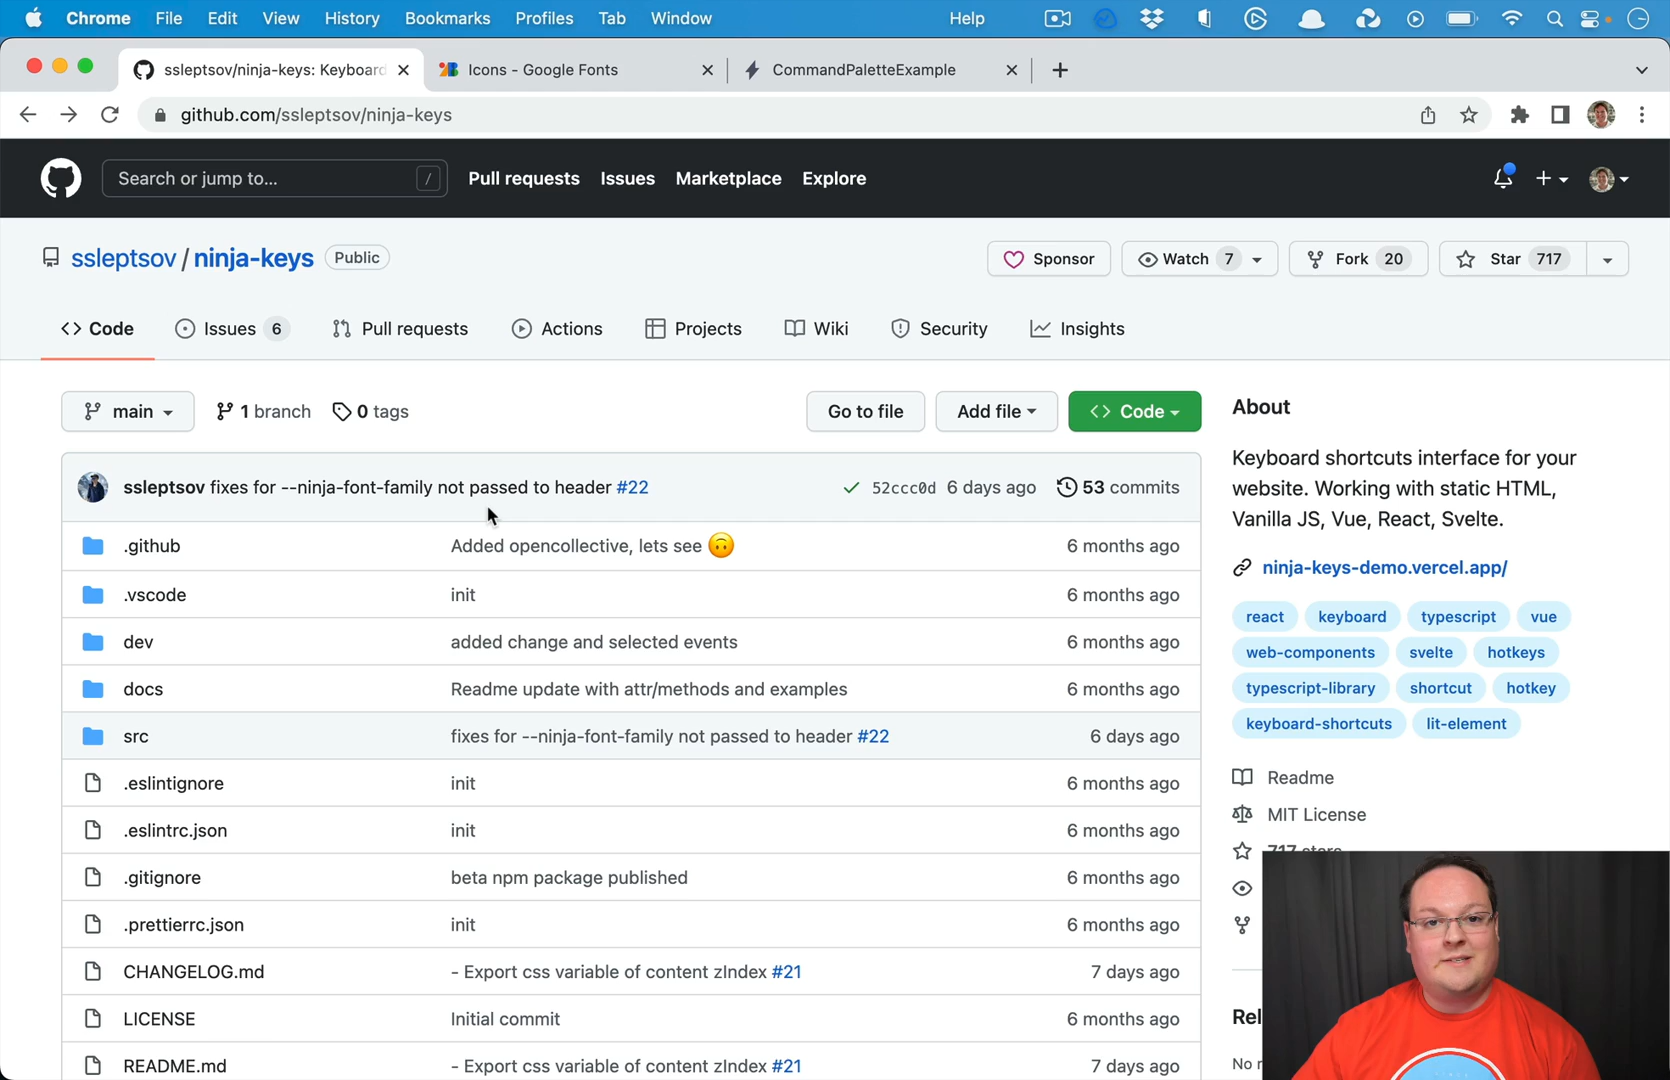 Chrome File Edit View History Bookmarks Profiles Tab Window Help
ssleptsov/ninja-keys: Keyboard Icons - Google Fonts CommandPaletteExample
github.com/ssleptsov/ninja-keys
Search or jump to... / Pull requests Issues Marketplace Explore
ssleptsov / ninja-keys Public Sponsor Watch 7 Fork 20 Star 717
Code Issues 6 Pull requests Actions Projects Wiki Security Insights
main 1 branch 0 tags Go to file Add file Code
ssleptsov fixes for --ninja-font-family not passed to header #22 52ccc0d 6 days ago 53 commits
.github Added opencollective, lets see 🙃 6 months ago
.vscode init 6 months ago
dev added change and selected events 6 months ago
docs Readme update with attr/methods and examples 6 months ago
src fixes for --ninja-font-family not passed to header #22 6 days ago
.eslintignore init 6 months ago
.eslintrc.json init 6 months ago
.gitignore beta npm package published 6 months ago
.prettierrc.json init 6 months ago
CHANGELOG.md - Export css variable of content zIndex #21 7 days ago
LICENSE Initial commit 6 months ago
README.md - Export css variable of content zIndex #21 7 days ago
About
Keyboard shortcuts interface for your
website. Working with static HTML,
Vanilla JS, Vue, React, Svelte.
ninja-keys-demo.vercel.app/
react keyboard typescript vue
web-components svelte hotkeys
typescript-library shortcut hotkey
keyboard-shortcuts lit-element
Readme
MIT License
717 stars